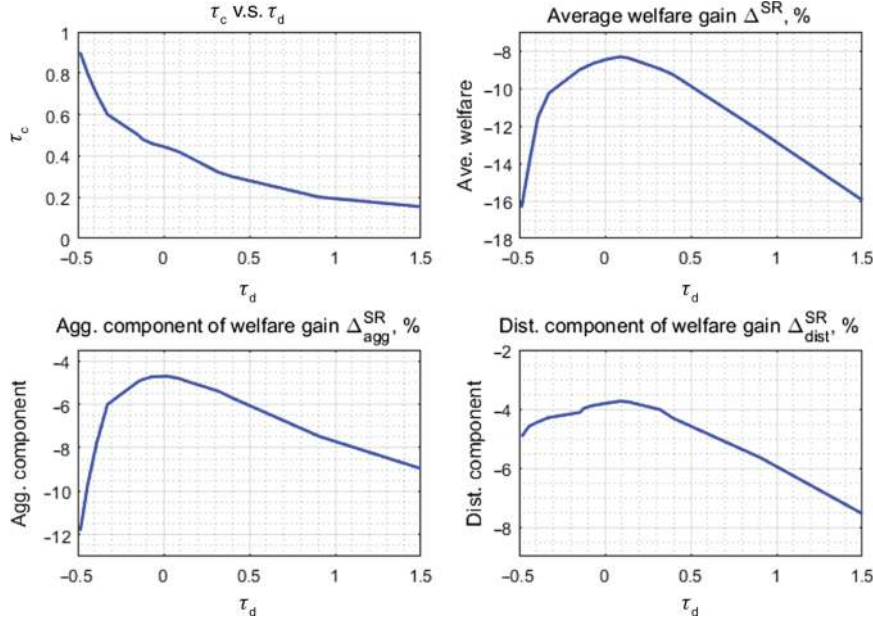 τc v.s. τd
1
0.8
0.6
0.4
0.2
0
τc
−0.5 0 0.5 1 1.5
τd
Average welfare gain Δ^SR, %
−8
−10
−12
−14
−16
−18
Ave. welfare
−0.5 0 0.5 1 1.5
τd
Agg. component of welfare gain Δ^SR_agg, %
−4
−6
−8
−10
−12
Agg. component
−0.5 0 0.5 1 1.5
τd
Dist. component of welfare gain Δ^SR_dist, %
−2
−4
−6
−8
Dist. component
−0.5 0 0.5 1 1.5
τd